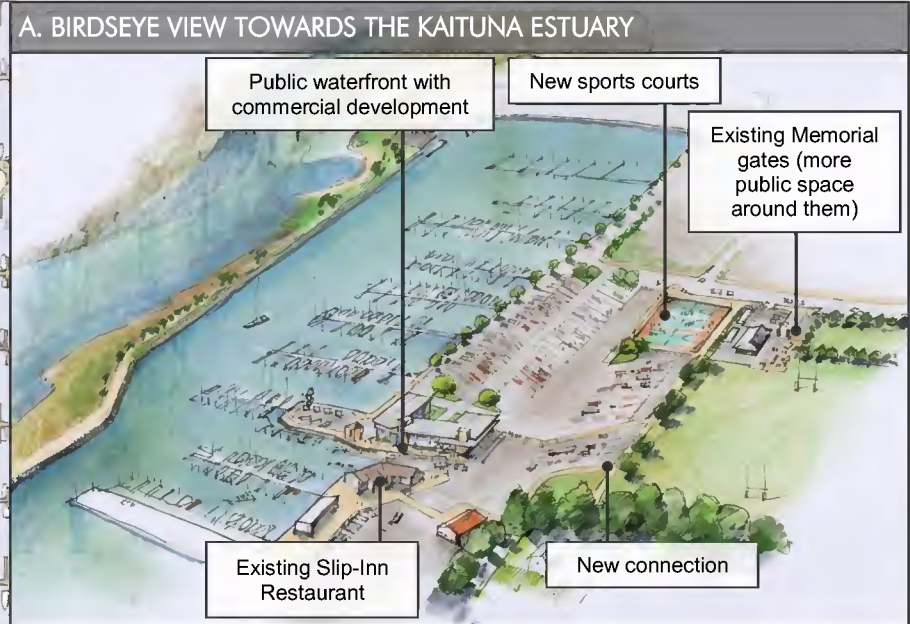 A. BIRDSEYE VIEW TOWARDS THE KAITUNA ESTUARY
Public waterfront with
commercial development
New sports courts
Existing Memorial
gates (more
public space
around them)
Existing Slip-Inn
Restaurant
New connection